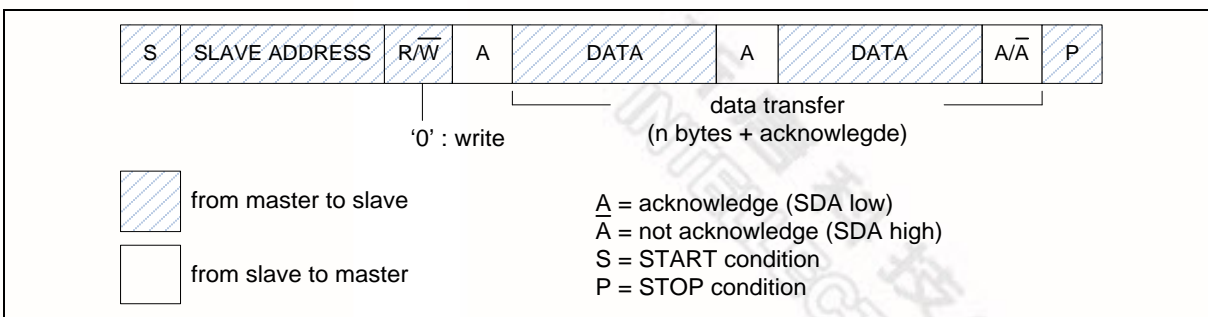 S SLAVE ADDRESS R/W̅ A DATA A DATA A/A̅ P
data transfer
(n bytes + acknowlegde)
‘0’ : write
from master to slave
from slave to master
A = acknowledge (SDA low)
A̅ = not acknowledge (SDA high)
S = START condition
P = STOP condition